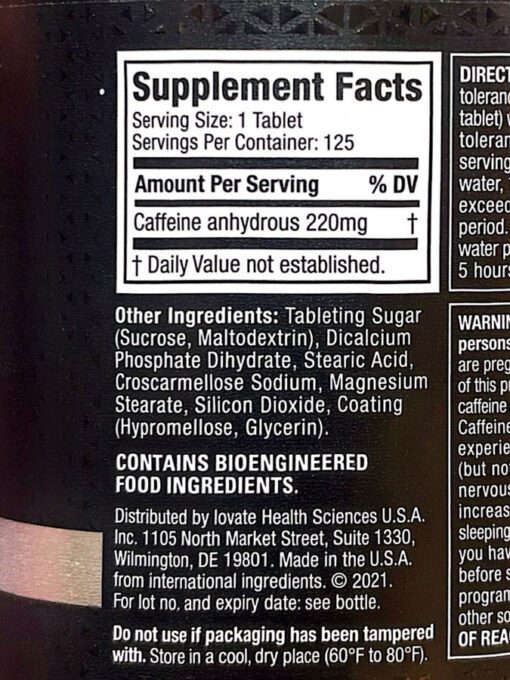 Supplement Facts
Serving Size: 1 Tablet
Servings Per Container: 125
Amount Per Serving % DV
Caffeine anhydrous 220mg †
† Daily Value not established.
Other Ingredients: Tableting Sugar
(Sucrose, Maltodextrin), Dicalcium
Phosphate Dihydrate, Stearic Acid,
Croscarmellose Sodium, Magnesium
Stearate, Silicon Dioxide, Coating
(Hypromellose, Glycerin).
CONTAINS BIOENGINEERED
FOOD INGREDIENTS.
Distributed by Iovate Health Sciences U.S.A.
Inc. 1105 North Market Street, Suite 1330,
Wilmington, DE 19801. Made in the U.S.A.
from international ingredients. © 2021.
For lot no, and expiry date: see bottle.
Do not use if packaging has been tampered
with. Store in a cool, dry place (60°F to 80°F).
DIRECT
toleran
tablet)
toleran
serving
water,
exceed
period.
water p
5 hours
WARNIN
persons
are preg
of this p
caffeine
Caffeine
experie
(but no
nervous
increas
sleeping
you hav
before s
program
other so
OF REA